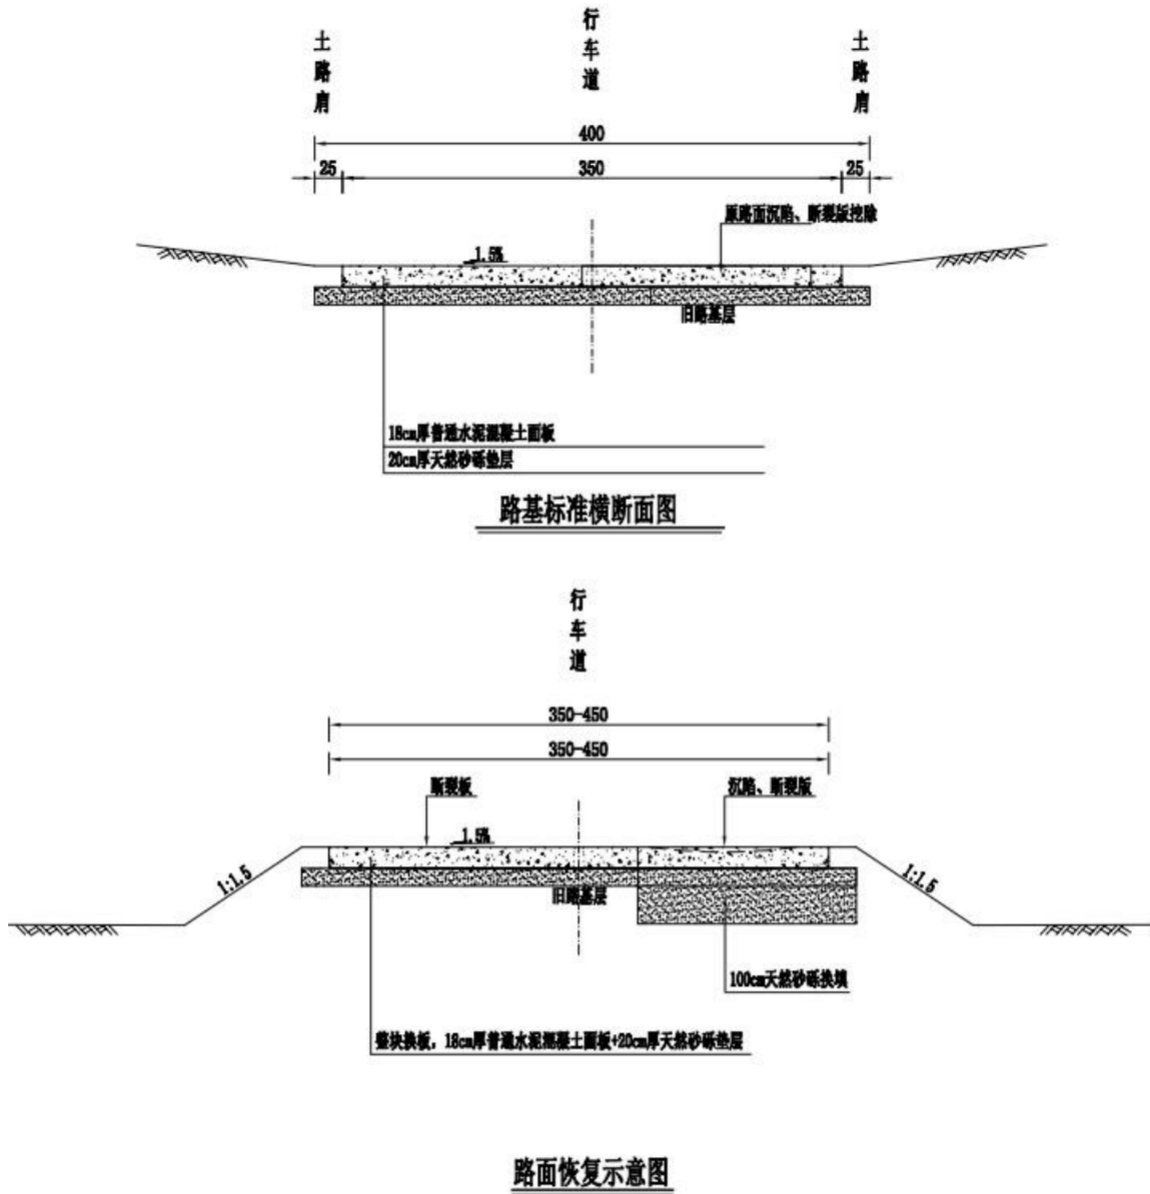 行车道
土路肩
土路肩
400
25
350
25
原路面沉陷、断裂版挖除
1.5%
旧路基层
18cm厚普通水泥混凝土面板
20cm厚天然砂砾垫层
路基标准横断面图
行车道
350-450
350-450
断裂板
沉陷、断裂版
1.5%
1:1.5
1:1.5
旧路基层
100cm天然砂砾换填
整块换板，18cm厚普通水泥混凝土面板+20cm厚天然砂砾垫层
路面恢复示意图